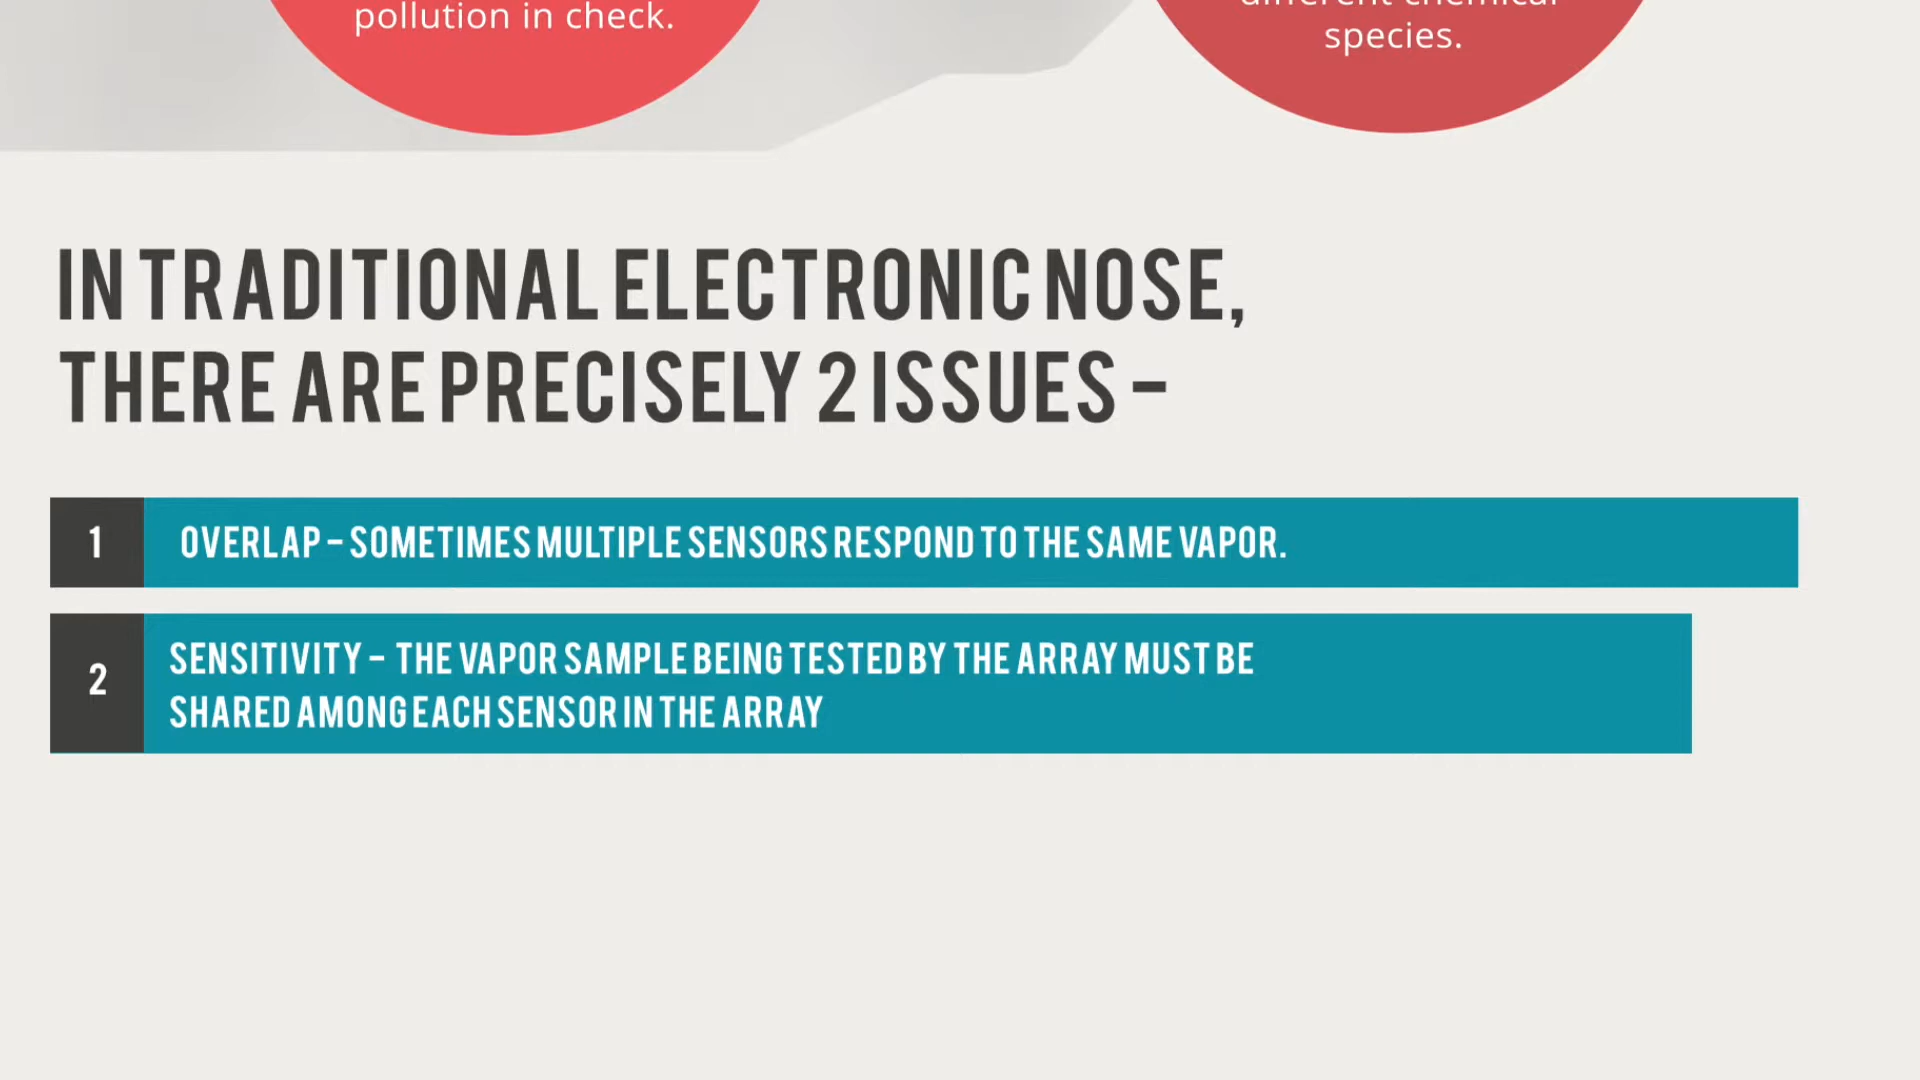 pollution in check.
different chemical
species.
IN TRADITIONAL ELECTRONIC NOSE,
THERE ARE PRECISELY 2 ISSUES –
1 OVERLAP – SOMETIMES MULTIPLE SENSORS RESPOND TO THE SAME VAPOR.
2 SENSITIVITY – THE VAPOR SAMPLE BEING TESTED BY THE ARRAY MUST BE
SHARED AMONG EACH SENSOR IN THE ARRAY